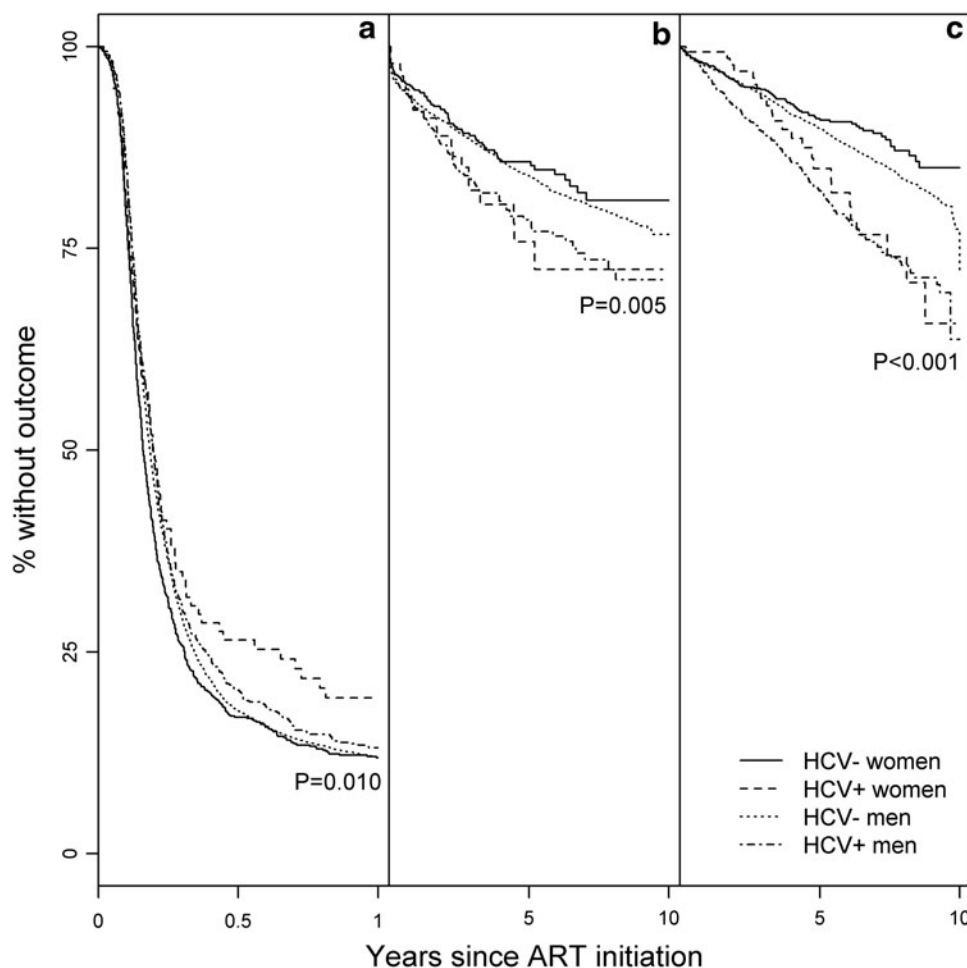 a b c
100
75
50
25
0
% without outcome
P=0.010
P=0.005
P<0.001
HCV- women
HCV+ women
HCV- men
HCV+ men
0 0.5 1 5 10 5 10
Years since ART initiation